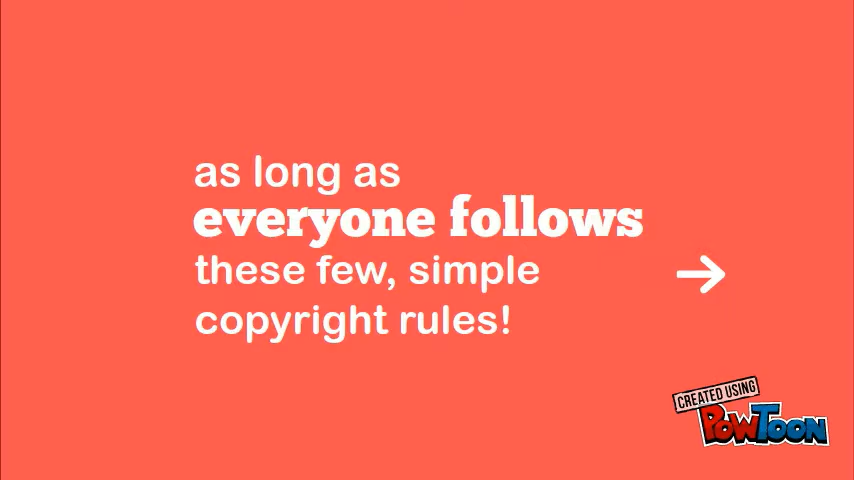 as long as
everyone follows
these few, simple
copyright rules!
CREATED USING
POWTOON